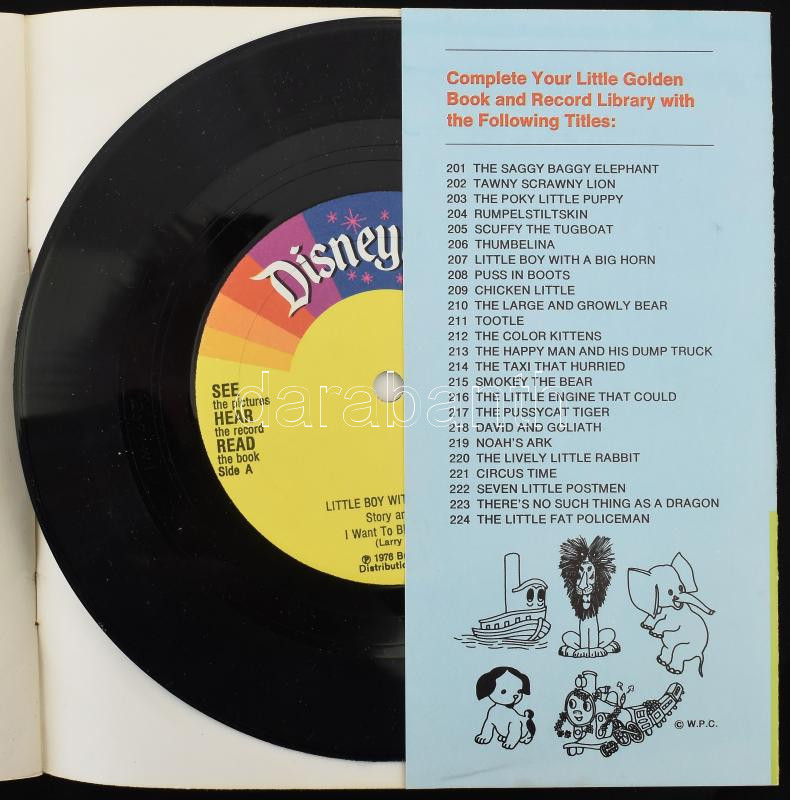 Disney
SEE
the pictures
HEAR
the record
READ
the book
Side A
LITTLE BOY WIT
Story an
I Want To B
(Larry
℗ 1976 B
Distributio
Complete Your Little Golden
Book and Record Library with
the Following Titles:
201 THE SAGGY BAGGY ELEPHANT
202 TAWNY SCRAWNY LION
203 THE POKY LITTLE PUPPY
204 RUMPELSTILTSKIN
205 SCUFFY THE TUGBOAT
206 THUMBELINA
207 LITTLE BOY WITH A BIG HORN
208 PUSS IN BOOTS
209 CHICKEN LITTLE
210 THE LARGE AND GROWLY BEAR
211 TOOTLE
212 THE COLOR KITTENS
213 THE HAPPY MAN AND HIS DUMP TRUCK
214 THE TAXI THAT HURRIED
215 SMOKEY THE BEAR
216 THE LITTLE ENGINE THAT COULD
217 THE PUSSYCAT TIGER
218 DAVID AND GOLIATH
219 NOAH'S ARK
220 THE LIVELY LITTLE RABBIT
221 CIRCUS TIME
222 SEVEN LITTLE POSTMEN
223 THERE'S NO SUCH THING AS A DRAGON
224 THE LITTLE FAT POLICEMAN
© W.P.C.
darabanth